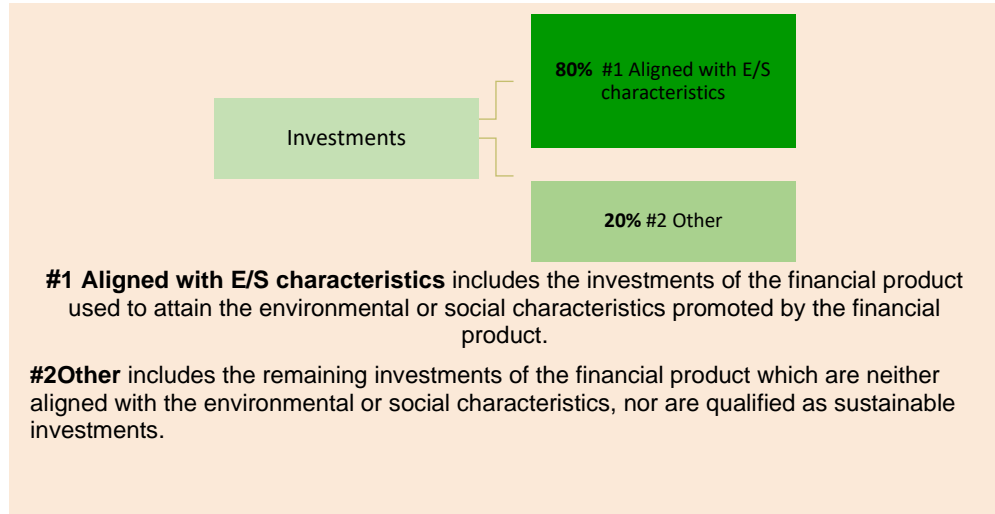 80% #1 Aligned with E/S
characteristics
Investments
20% #2 Other
#1 Aligned with E/S characteristics includes the investments of the financial product
used to attain the environmental or social characteristics promoted by the financial
product.
#2Other includes the remaining investments of the financial product which are neither
aligned with the environmental or social characteristics, nor are qualified as sustainable
investments.